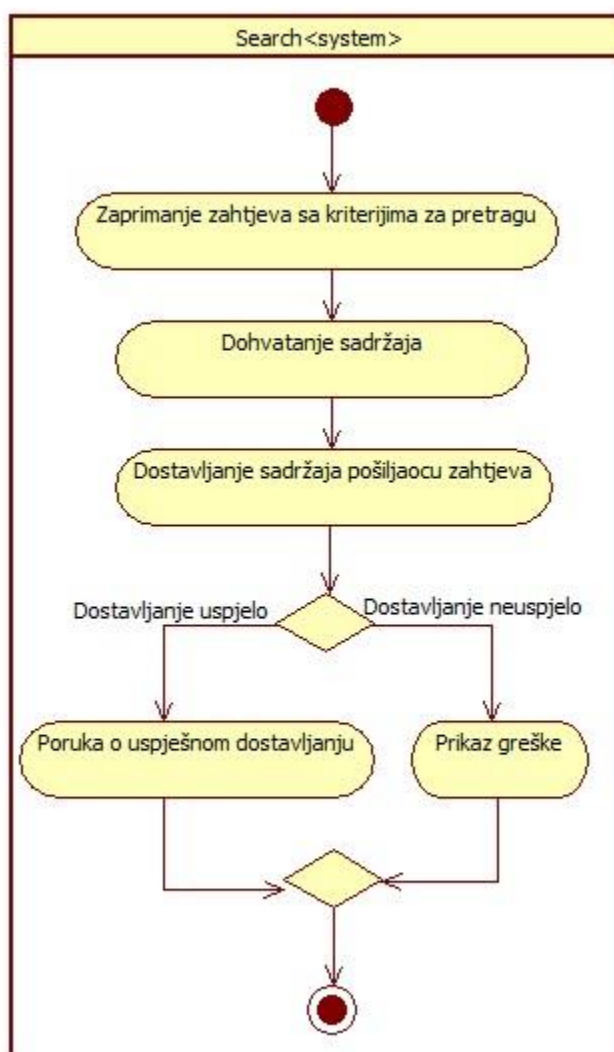 Search<system>
Zaprimanje zahtjeva sa kriterijima za pretragu
Dohvatanje sadržaja
Dostavljanje sadržaja pošiljaocu zahtjeva
Dostavljanje uspjelo
Dostavljanje neuspjelo
Poruka o uspješnom dostavljanju
Prikaz greške